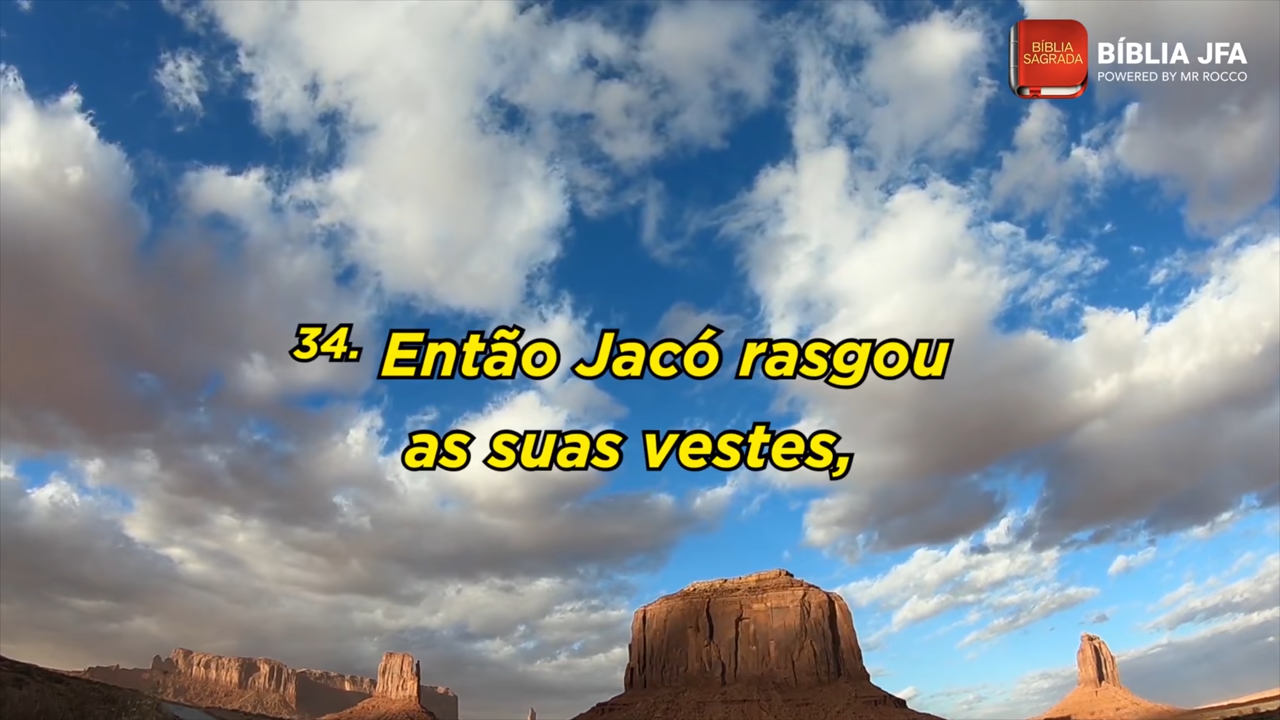 BÍBLIA
SAGRADA
BÍBLIA JFA
POWERED BY MR ROCCO
34. Então Jacó rasgou
as suas vestes,